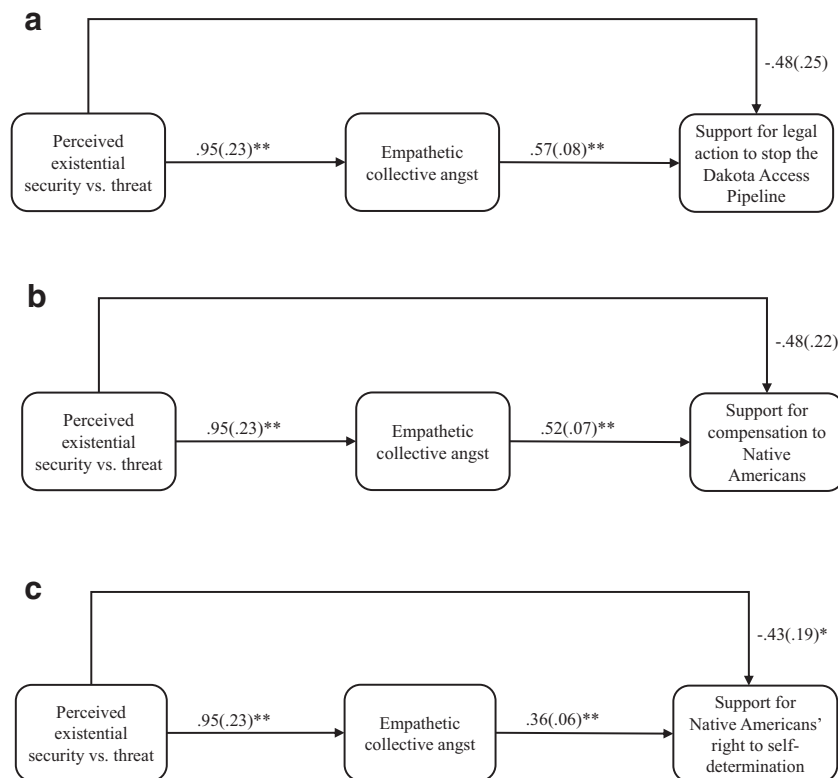 a
-.48(.25)
Perceived
existential
security vs. threat
.95(.23)**
Empathetic
collective angst
.57(.08)**
Support for legal
action to stop the
Dakota Access
Pipeline
b
-.48(.22)
Perceived
existential
security vs. threat
.95(.23)**
Empathetic
collective angst
.52(.07)**
Support for
compensation to
Native
Americans
c
-.43(.19)*
Perceived
existential
security vs. threat
.95(.23)**
Empathetic
collective angst
.36(.06)**
Support for
Native Americans’
right to self-
determination